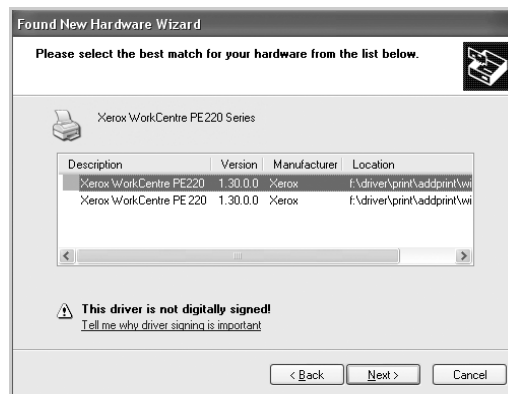 Found New Hardware Wizard
Please select the best match for your hardware from the list below.
Xerox WorkCentre PE220 Series
Description Version Manufacturer Location
Xerox WorkCentre PE220 1.30.0.0 Xerox f:\driver\print\addprint\wi
Xerox WorkCentre PE 220 1.30.0.0 Xerox f:\driver\print\addprint\wi
This driver is not digitally signed!
Tell me why driver signing is important
< Back Next > Cancel